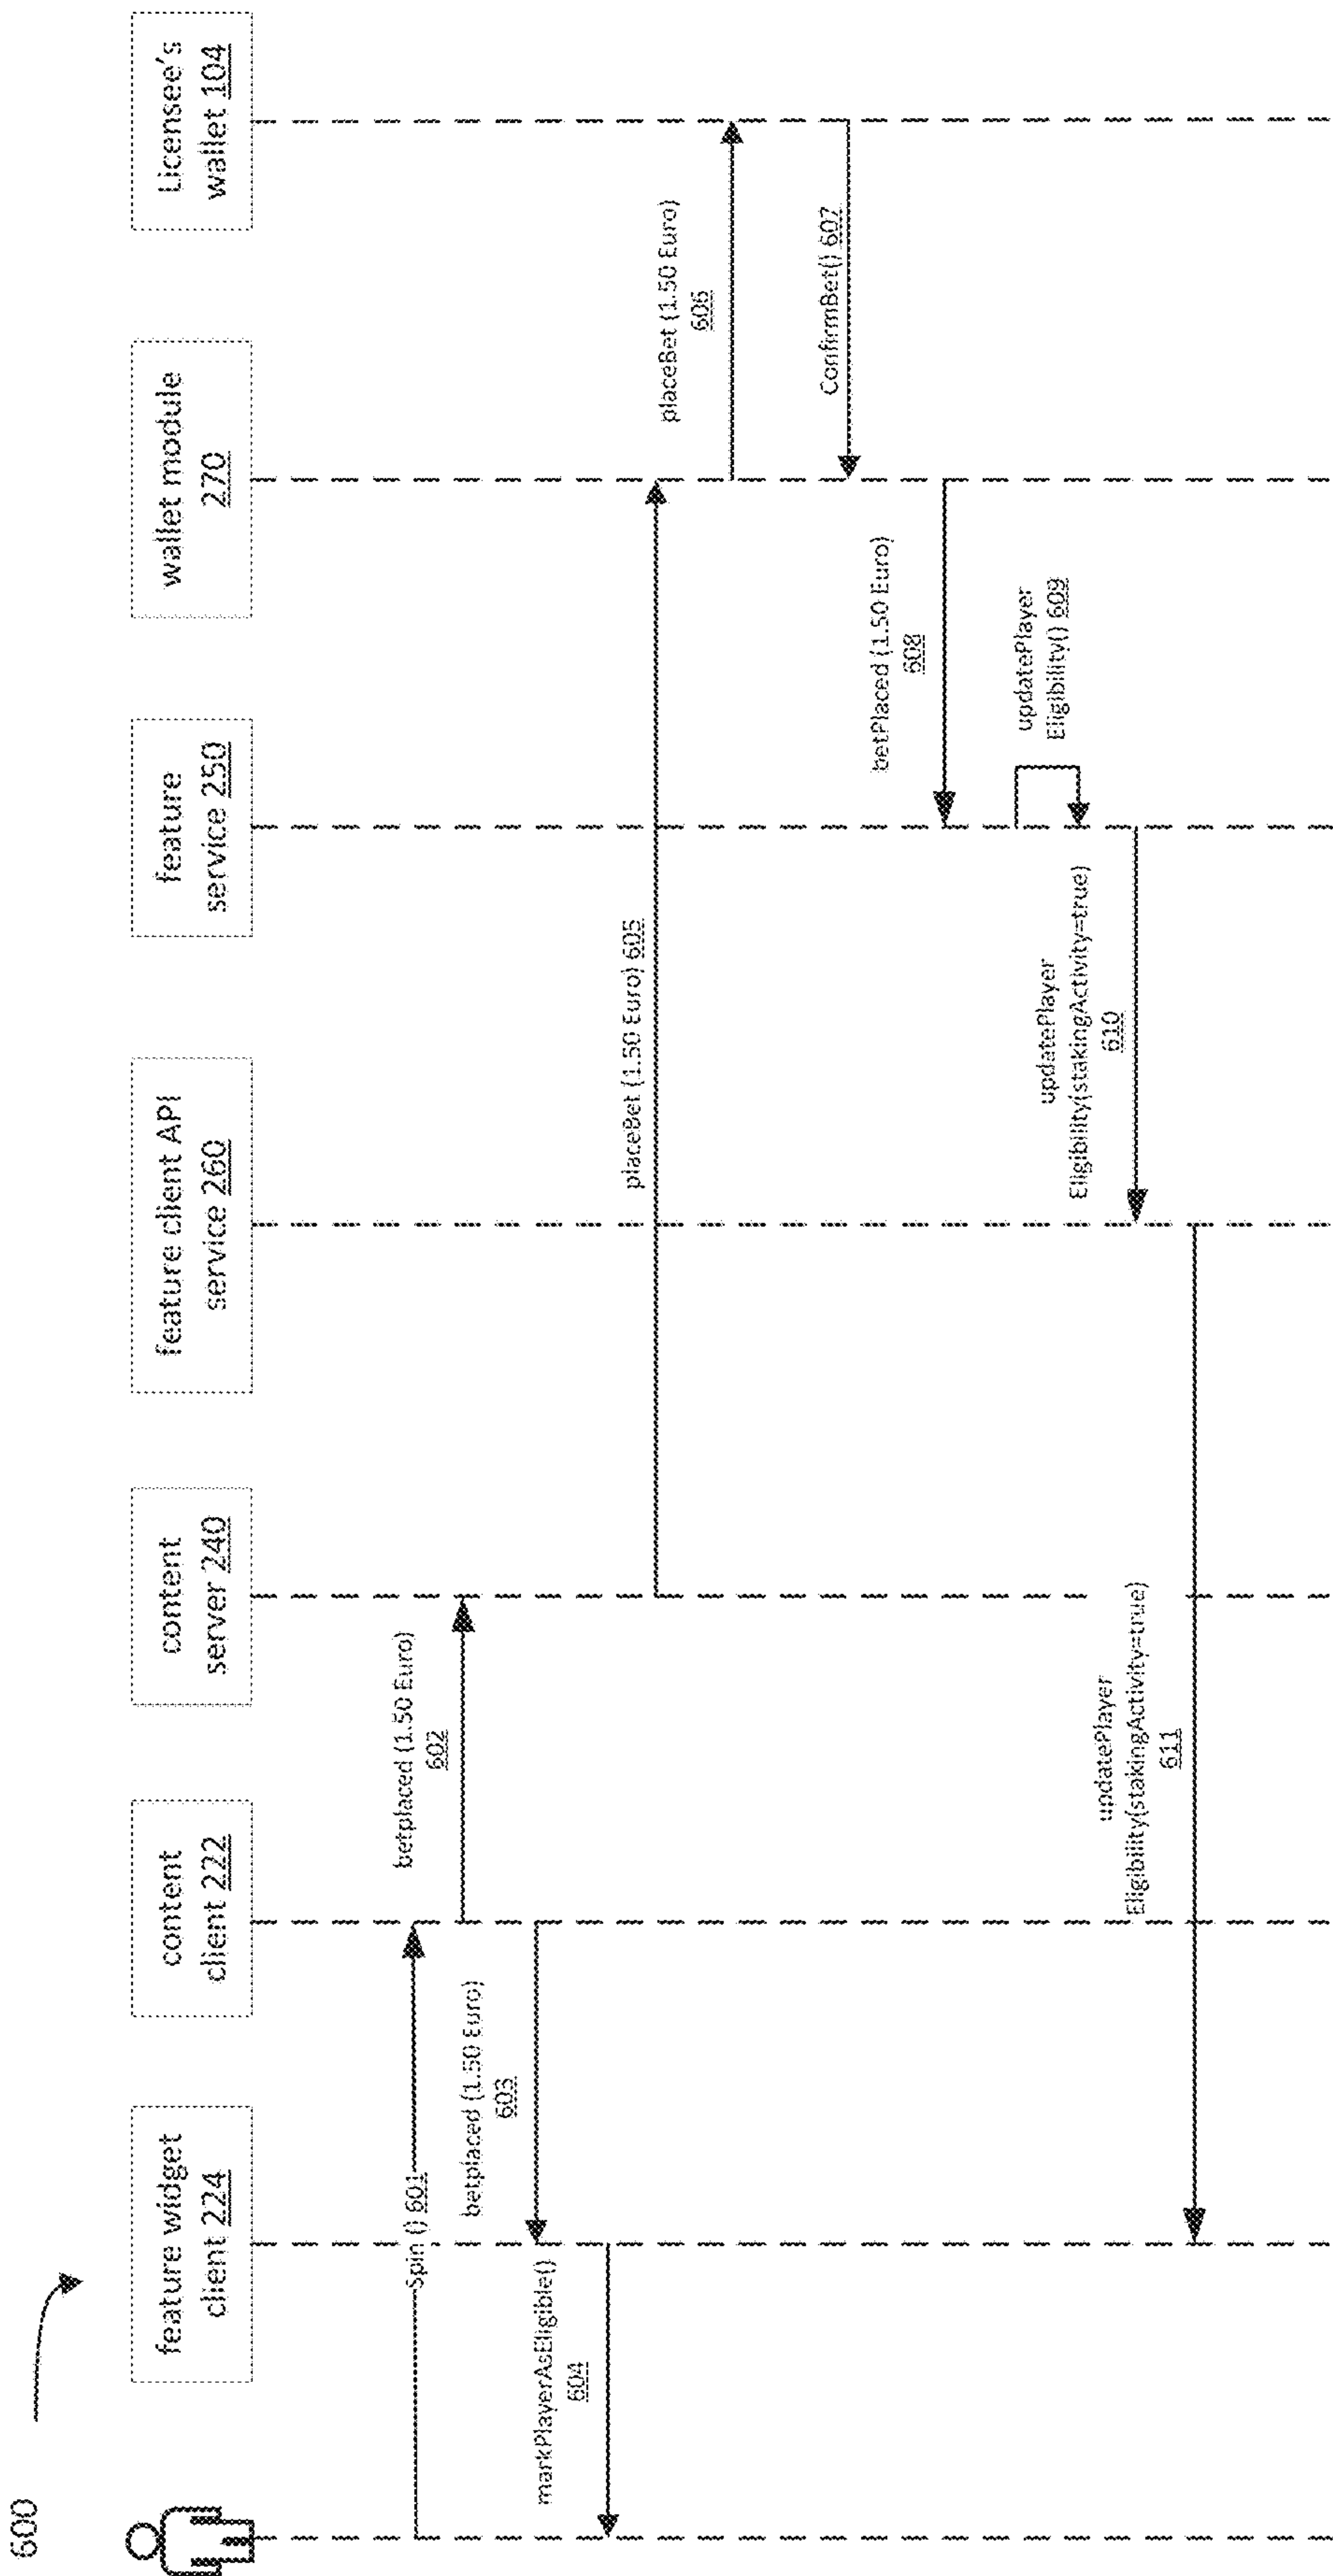 600
feature widget
client 224
content
client 222
content
server 240
feature client API
service 260
feature
service 250
wallet module
270
Licensee's
wallet 104
Spin () 601
betplaced (1.50 Euro)
602
betplaced (1.50 Euro)
603
markPlayerAsEligible()
604
placeBet (1.50 Euro) 605
placeBet (1.50 Euro)
606
ConfirmBet() 607
betPlaced (1.50 Euro)
608
updatePlayer
Eligibility() 609
updatePlayer
Eligibility(stakingActivity=true)
610
updatePlayer
Eligibility(stakingActivity=true)
611